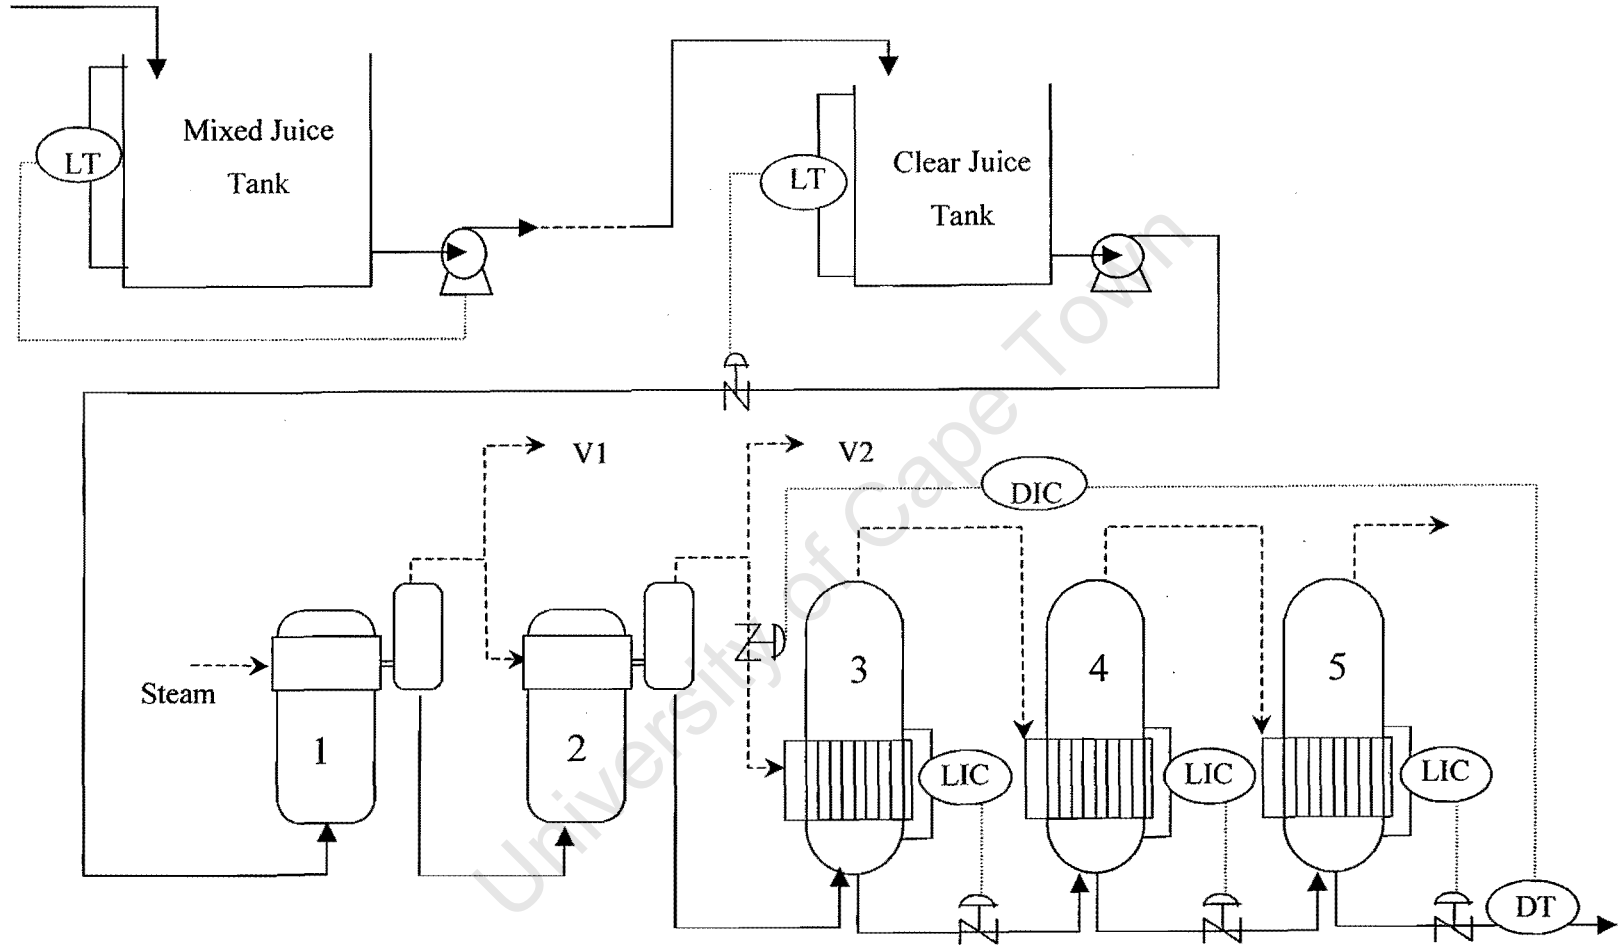 Mixed Juice
Tank
LT
Clear Juice
Tank
LT
V1
V2
DIC
Steam
1
2
3
4
5
LIC
LIC
LIC
DT
University of Cape Town